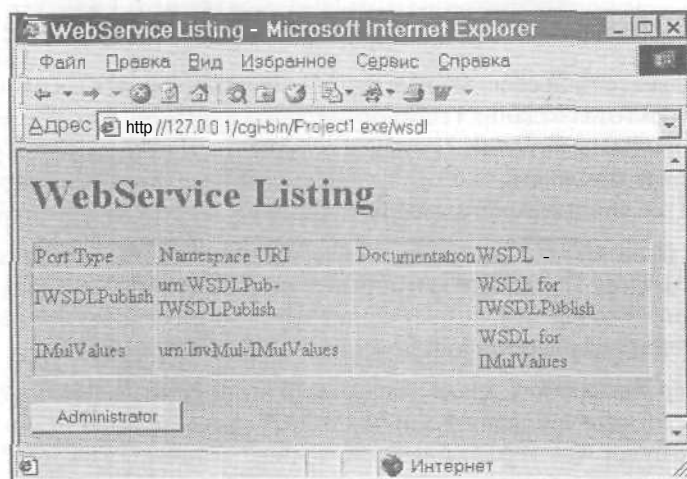 WebService Listing - Microsoft Internet Explorer
Файл Правка Вид Избранное Сервис Справка
Адрес http //127.0 0 1/cgi-bin/Project1 exe/wsdl
WebService Listing
Port Type Namespace URI Documentation WSDL -
IWSDLPublish urn:WSDLPub-IWSDLPublish WSDL for IWSDLPublish
IMulValues urn:InvMul-IMulValues WSDL for IMulValues
Administrator
Интернет